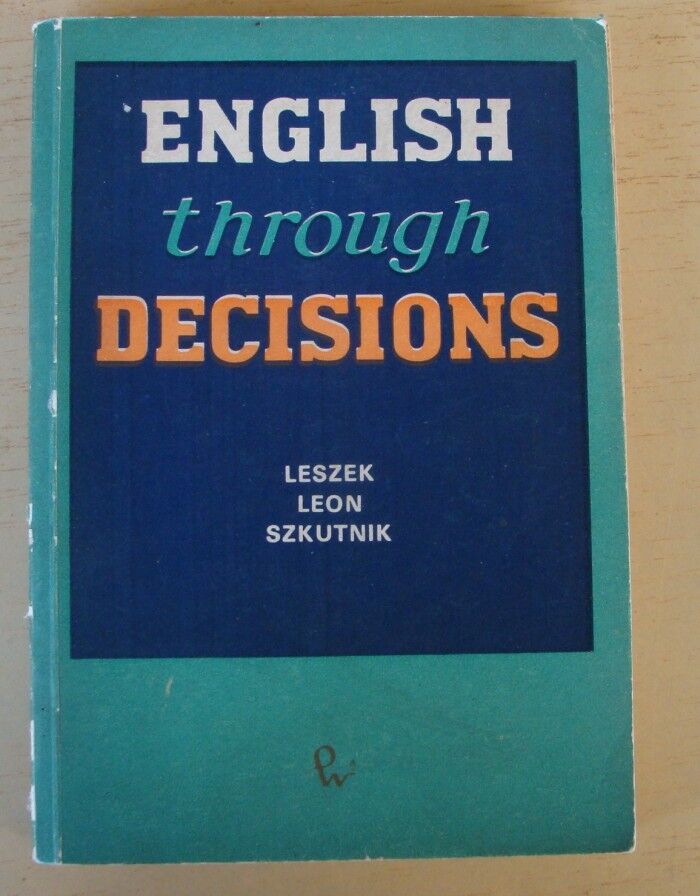 ENGLISH
through
DECISIONS
LESZEK
LEON
SZKUTNIK